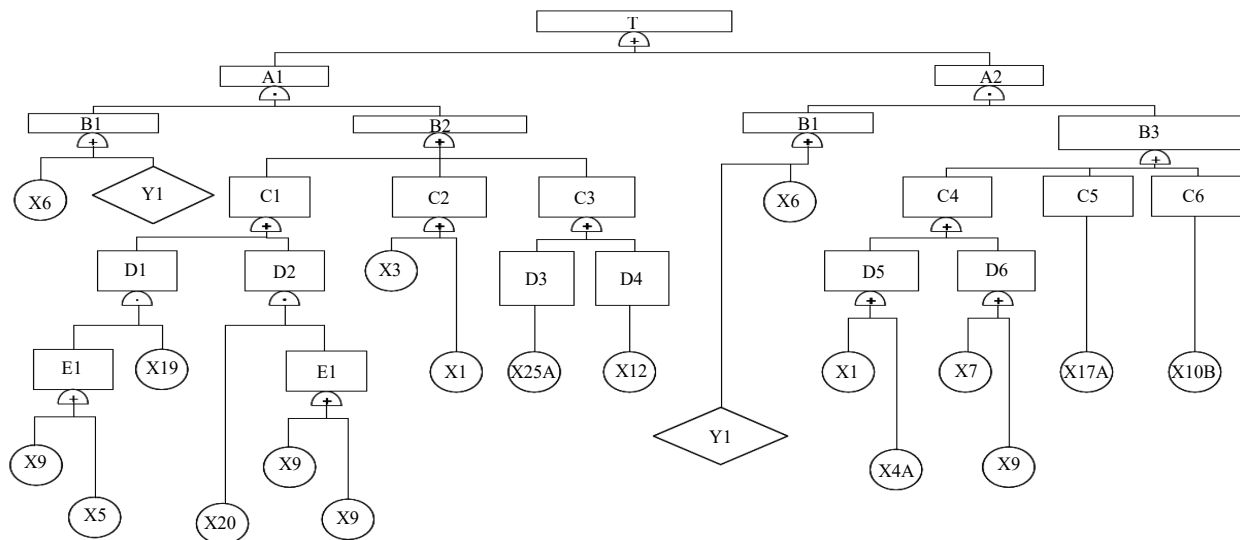 T
+
A1
·
A2
·
B1
+
B2
+
B1
+
B3
+
X6
Y1
C1
+
C2
+
C3
+
X6
C4
+
C5
C6
D1
·
D2
·
X3
D3
D4
D5
+
D6
+
E1
+
X19
E1
+
X1
X25A
X12
X1
X7
X17A
X10B
Y1
X9
X9
X4A
X9
X5
X20
X9